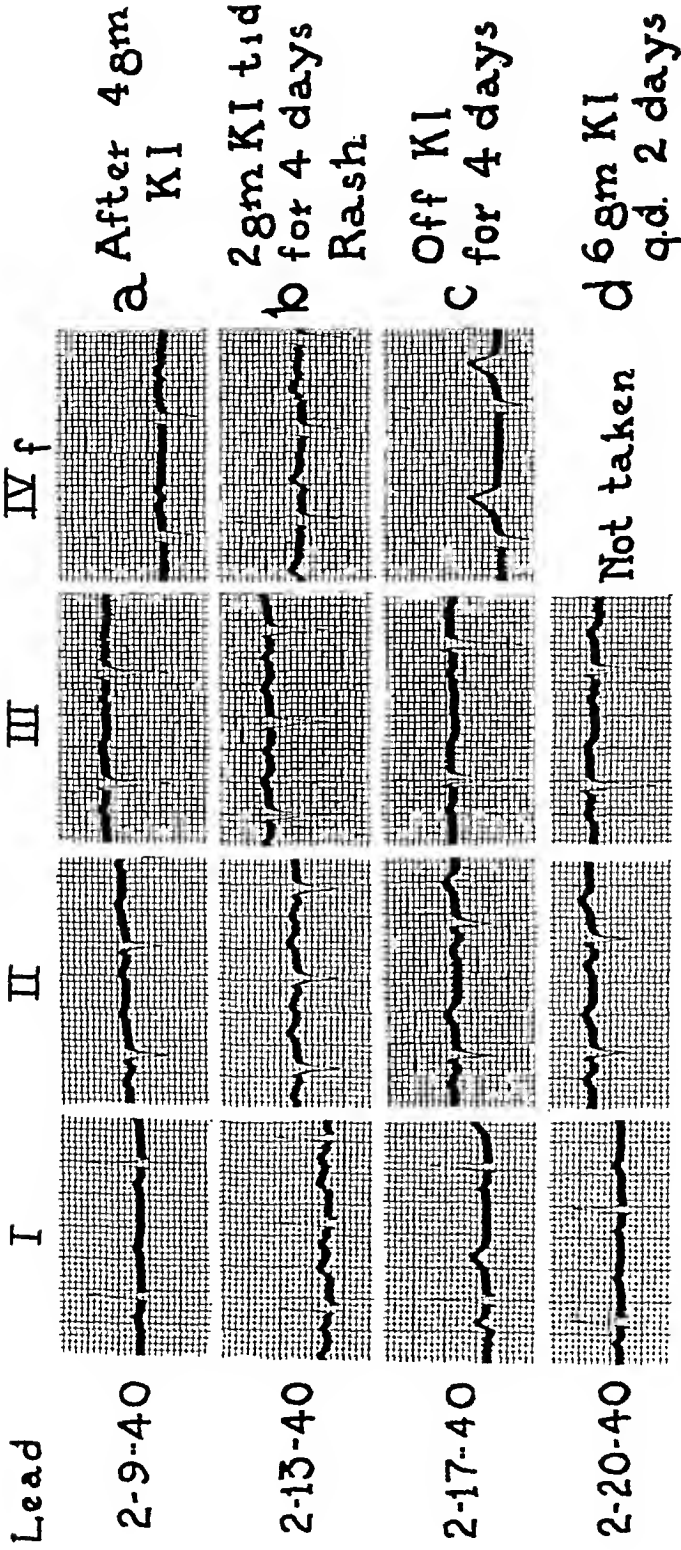 Lead I II III IV f
2-9-40 a After 4 gm
KI
2-13-40 b 2 gm KI tid
for 4 days
Rash
2-17-40 c Off KI
for 4 days
2-20-40 Not taken d 6 gm KI
q.d. 2 days